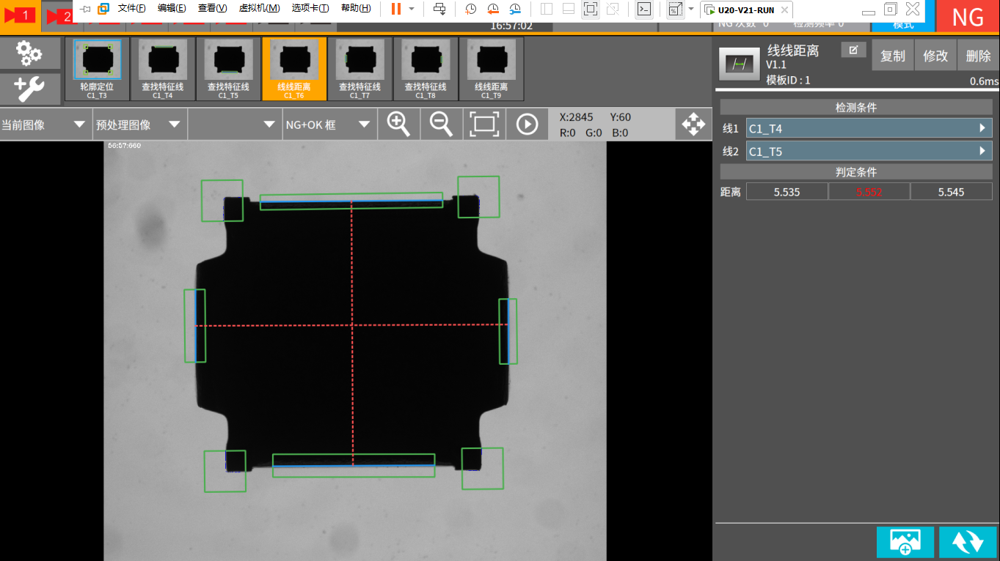 1
2
文件(F) 编辑(E) 查看(V) 虚拟机(M) 选项卡(T) 帮助(H)
U20-V21-RUN
16:57:02
NG 次数 0 检测频率 0
模式
NG
轮廓定位
C1_T3
查找特征线
C1_T4
查找特征线
C1_T5
线线距离
C1_T6
查找特征线
C1_T7
查找特征线
C1_T8
线线距离
C1_T9
线线距离
V1.1
模板ID : 1
复制 修改 删除
0.6ms
当前图像 预处理图像 NG+OK 框
X:2845 Y:60
R:0 G:0 B:0
56:57:660
检测条件
线1 C1_T4
线2 C1_T5
判定条件
距离 5.535 5.552 5.545